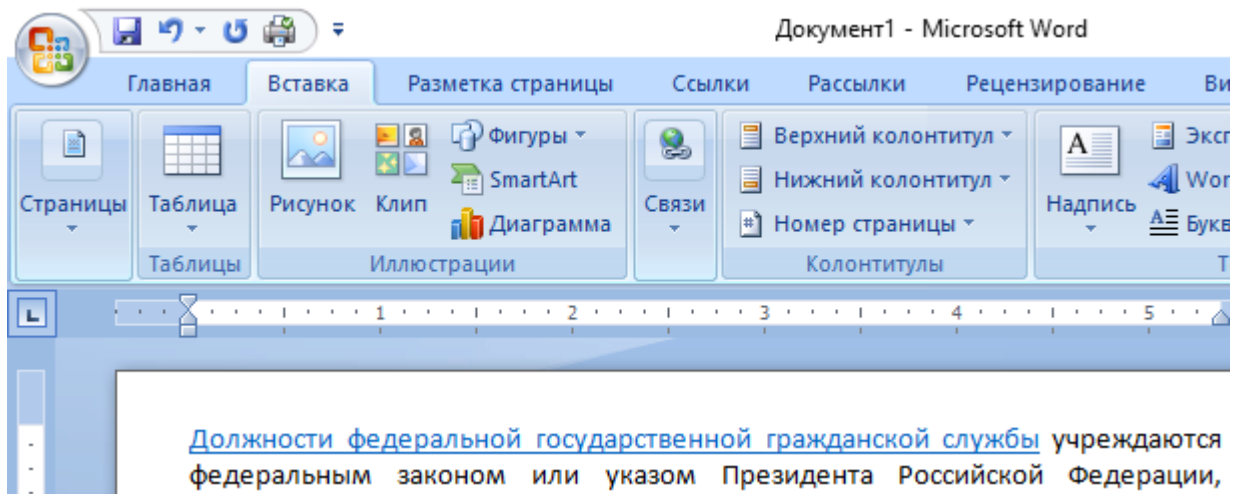 Документ1 - Microsoft Word
Главная Вставка Разметка страницы Ссылки Рассылки Рецензирование
Фигуры Верхний колонтитул
SmartArt Нижний колонтитул
Страницы Таблица Рисунок Клип Диаграмма Связи Номер страницы Надпись
Таблицы Иллюстрации Колонтитулы
1 2 3 4 5
Должности федеральной государственной гражданской службы учреждаются
федеральным законом или указом Президента Российской Федерации,